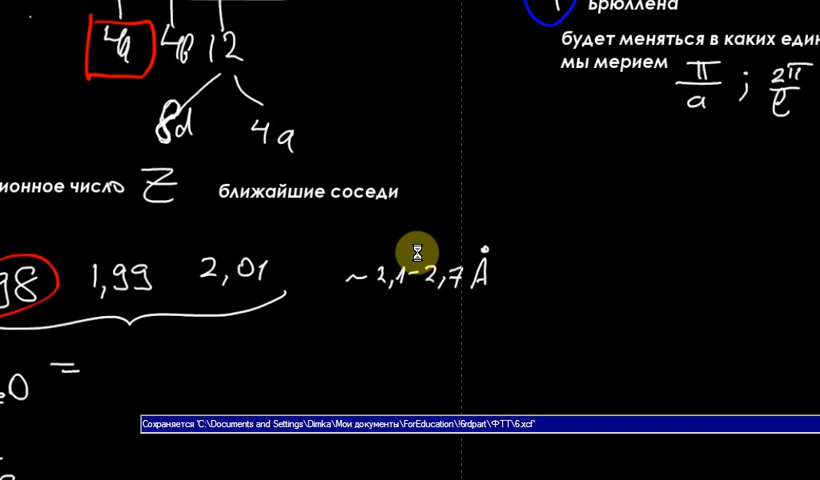 Брюллена
будет меняться в каких един
мы мерием π/a ; 2π/l
4a 4b 12
8d 4a
ионное число Z ближайшие соседи
98 1,99 2,01 ~ 2,1-2,7 Å
O =
Сохраняется 'C:\Documents and Settings\Dimka\Мои документы\ForEducation\!6rdpart\ФТТ\6.xcf'